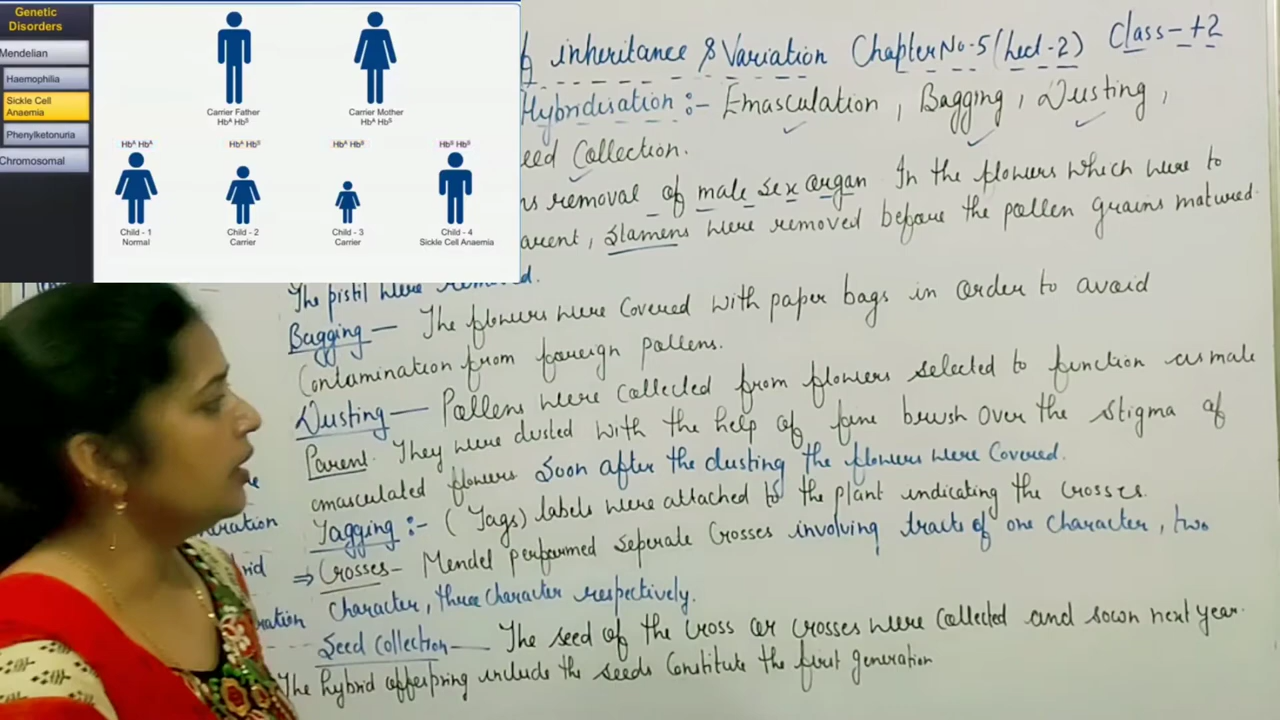 Genetic
Disorders
Mendelian
Haemophilia
Sickle Cell
Anaemia
Phenylketonuria
Chromosomal
Carrier Father
Hbᴬ Hbˢ
Carrier Mother
Hbᴬ Hbˢ
Hbᴬ Hbᴬ
Hbᴬ Hbˢ
Hbᴬ Hbˢ
Hbˢ Hbˢ
Child - 1
Normal
Child - 2
Carrier
Child - 3
Carrier
Child - 4
Sickle Cell Anaemia
inheritance & Variation Chapter No-5 (Lect-2) Class-+2
Hybridisation :- Emasculation, Bagging, Dusting,
eed Collection.
ns removal of male sex organ In the flowers which were to
arent, stamens were removed before the pollen grains matured.
The pistil were removed.
Bagging — The flowers were Covered with paper bags in order to avoid
Contamination from foreign pollens.
Dusting — Pollens were collected from flowers selected to function as male
Parent. They were dusted with the help of fine brush over the stigma of
emasculated flowers soon after the dusting the flowers were Covered.
Tagging :- (Tags) labels were attached to the plant indicating the crosses.
⇒ Crosses - Mendel performed seperate Crosses involving tracts of one Character, two
Character, three character respectively.
Seed Collection — The seed of the Cross or crosses were collected and sown next year.
The hybrid offerspring include the seeds Constitute the first generation